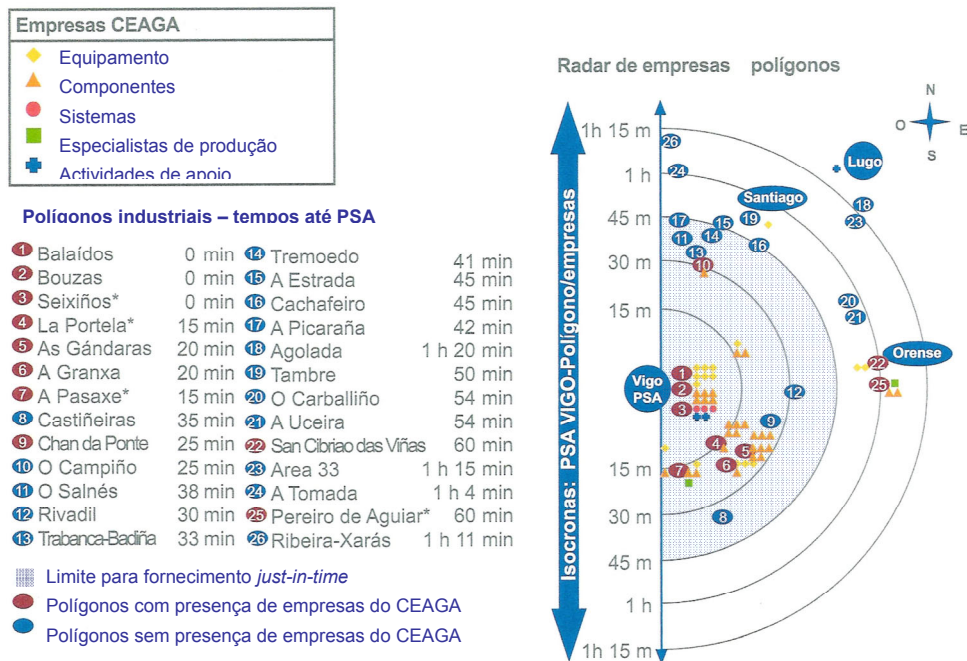 Empresas CEAGA
Equipamento
Componentes
Sistemas
Especialistas de produção
Actividades de apoio
Polígonos industriais – tempos até PSA
1 Balaídos 0 min
2 Bouzas 0 min
3 Seixiños* 0 min
4 La Portela* 15 min
5 As Gándaras 20 min
6 A Granxa 20 min
7 A Pasaxe* 15 min
8 Castiñeiras 35 min
9 Chan da Ponte 25 min
10 O Campiño 25 min
11 O Salnés 38 min
12 Rivadil 30 min
13 Trabanca-Badiña 33 min
14 Tremoedo 41 min
15 A Estrada 45 min
16 Cachafeiro 45 min
17 A Picaraña 42 min
18 Agolada 1 h 20 min
19 Tambre 50 min
20 O Carballiño 54 min
21 A Uceira 54 min
22 San Cibriao das Viñas 60 min
23 Area 33 1 h 15 min
24 A Tomada 1 h 4 min
25 Pereiro de Aguiar* 60 min
26 Ribeira-Xarás 1 h 11 min
Limite para fornecimento just-in-time
Polígonos com presença de empresas do CEAGA
Polígonos sem presença de empresas do CEAGA
Radar de empresas polígonos
N
O E
S
Isocronas: PSA VIGO-Polígono/empresas
1h 15 m
1 h
45 m
30 m
15 m
15 m
30 m
45 m
1 h
1h 15 m
Vigo
PSA
Lugo
Santiago
Orense
26
24
18
23
17
15
19
11
14
16
13
10
20
21
22
25
1
2
3
12
8
4
5
6
7
8